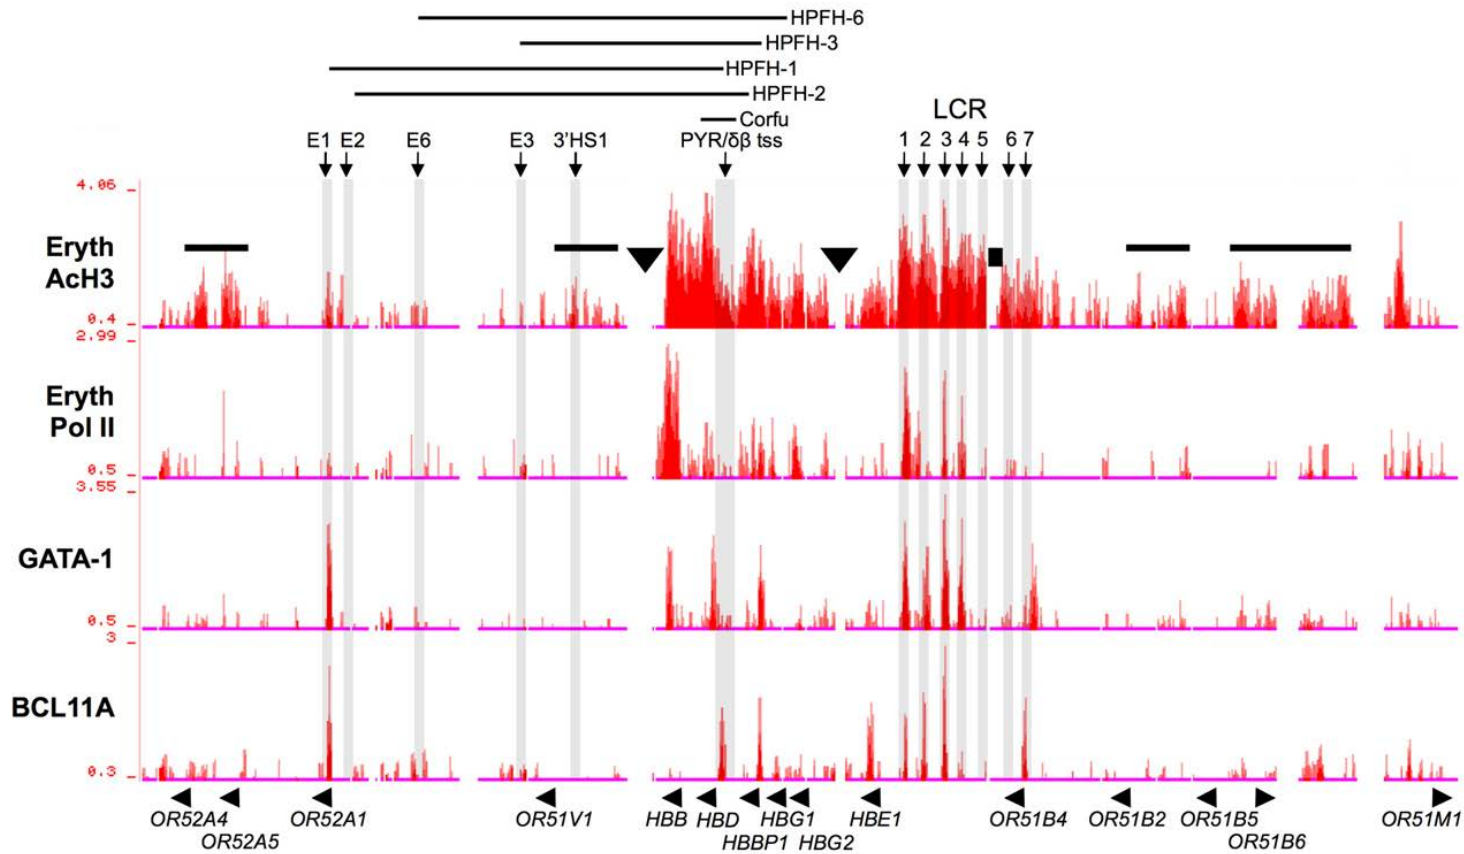 HPFH-6
HPFH-3
HPFH-1
HPFH-2
Corfu
LCR
E1 E2 E6 E3 3'HS1 PYR/δβ tss 1 2 3 4 5 6 7
4.06
Eryth
AcH3
0.4
2.99
Eryth
Pol II
0.5
3.55
GATA-1
0.5
3
BCL11A
0.3
OR52A4 OR52A1 OR51V1 HBB HBD HBG1 HBE1 OR51B4 OR51B2 OR51B5 OR51M1
OR52A5 HBBP1 HBG2 OR51B6